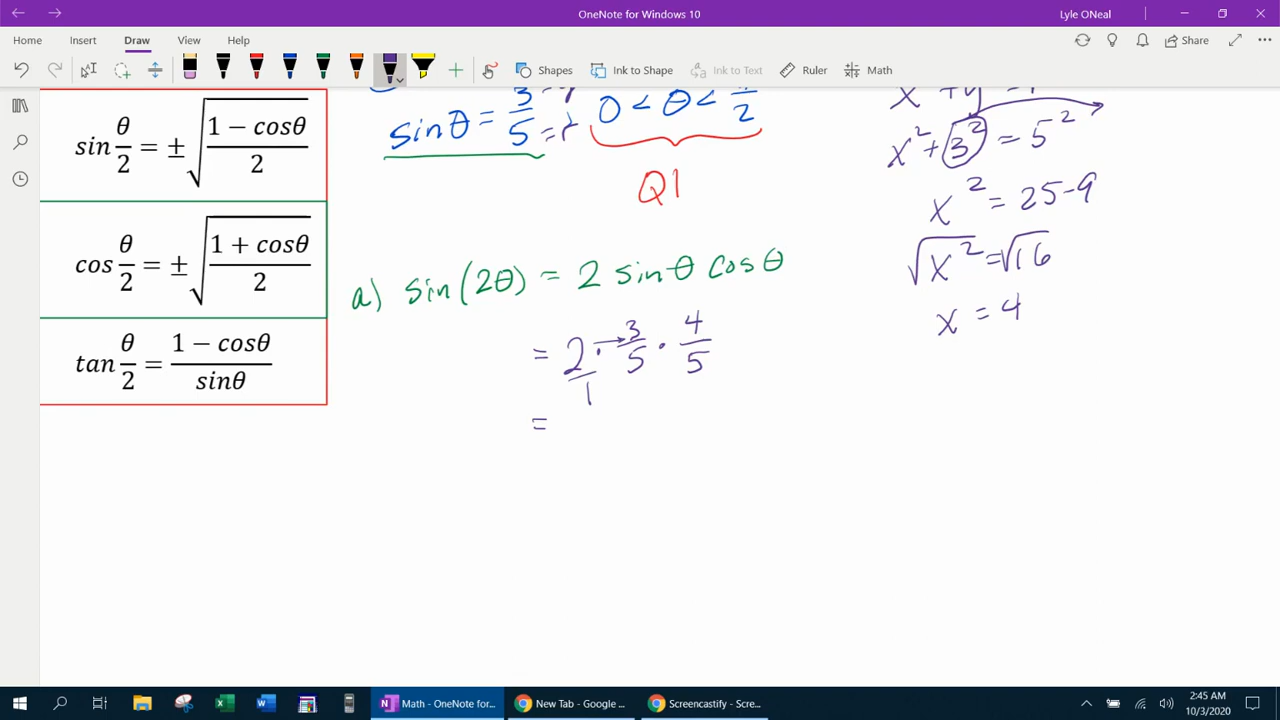 OneNote for Windows 10
Lyle ONeal
Home Insert Draw View Help
Share
Shapes Ink to Shape Ink to Text Ruler Math
sin θ/2 = ± √((1 − cosθ)/2)
cos θ/2 = ± √((1 + cosθ)/2)
tan θ/2 = (1 − cosθ)/sinθ
sinθ = 3/5 = y/r 0 < θ < π/2
Q1
a) sin(2θ) = 2 sinθ cosθ
= 2/1 · 3/5 · 4/5
=
x² + 3² = 5²
x² = 25-9
√x² = √16
x = 4
Math - OneNote for... New Tab - Google ... Screencastify - Scre...
2:45 AM
10/3/2020